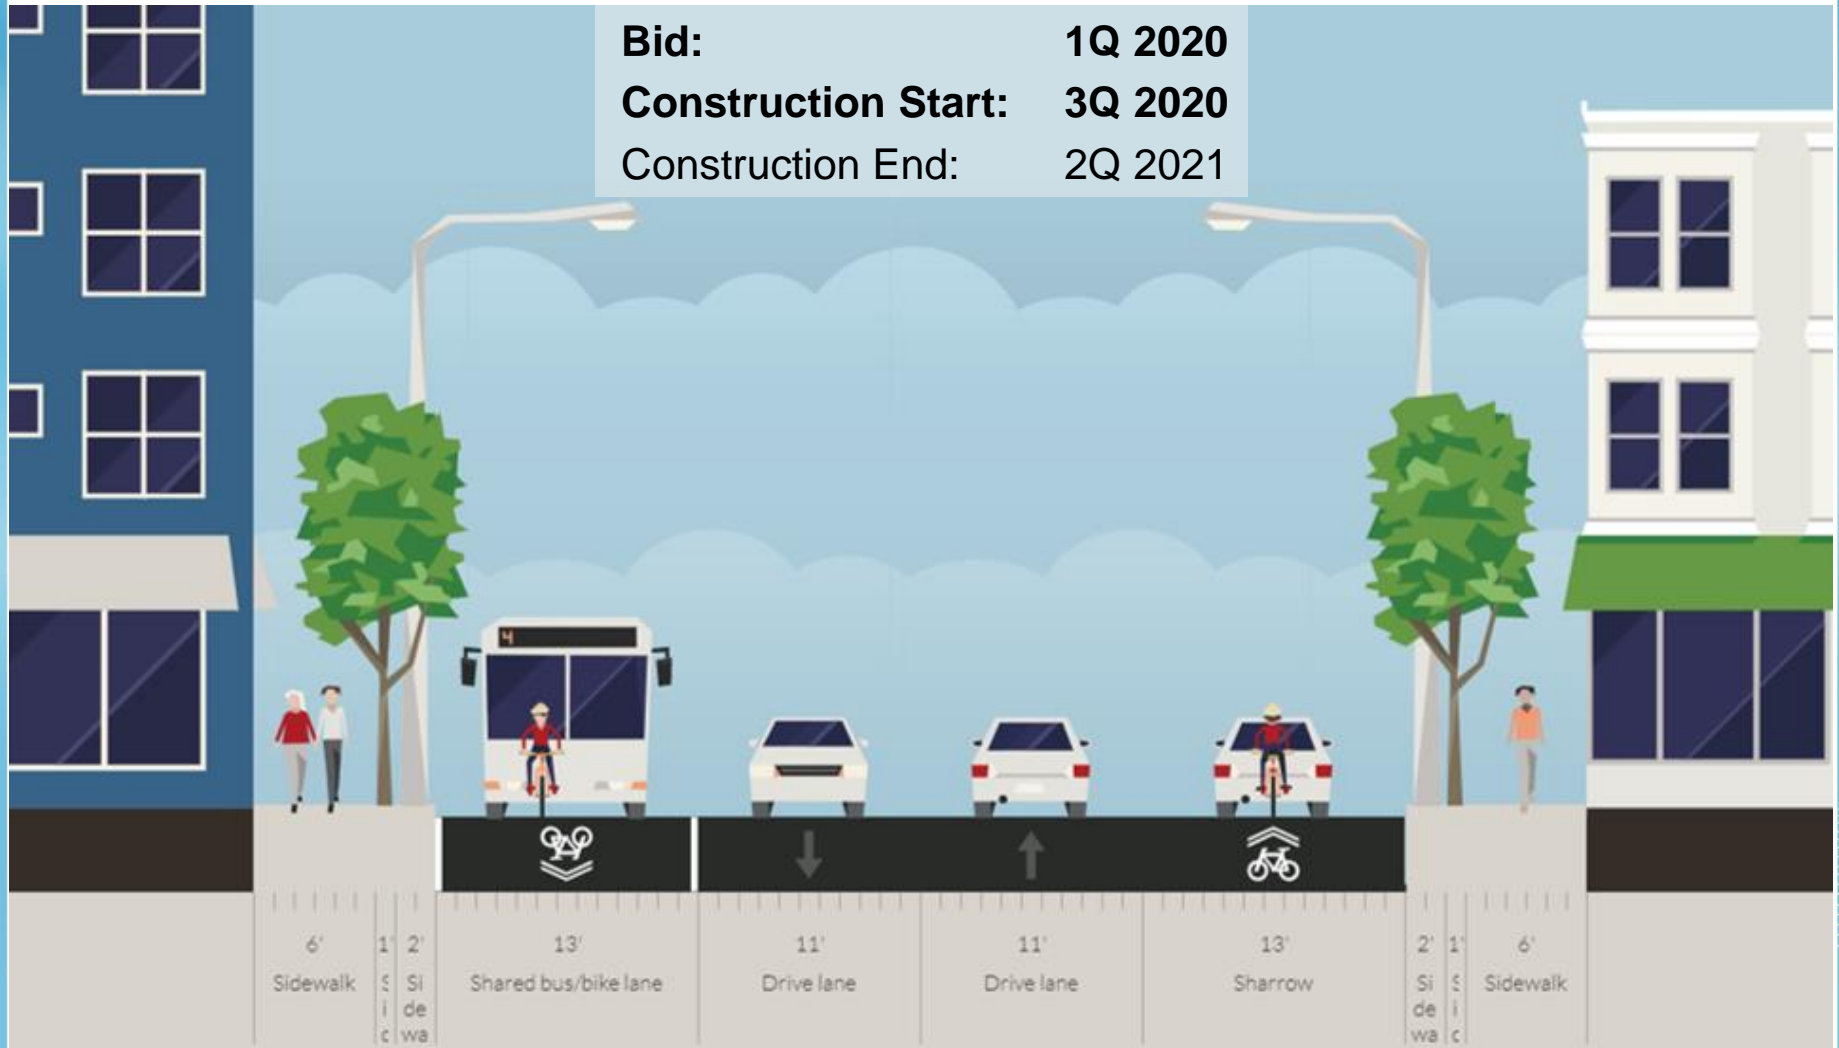 Bid: 1Q 2020
Construction Start: 3Q 2020
Construction End: 2Q 2021
4
6' 1' 2' 13' 11' 11' 13' 2' 1' 6'
Sidewalk S Si Shared bus/bike lane Drive lane Drive lane Sharrow Si S Sidewalk
i de de i
c wa wa c